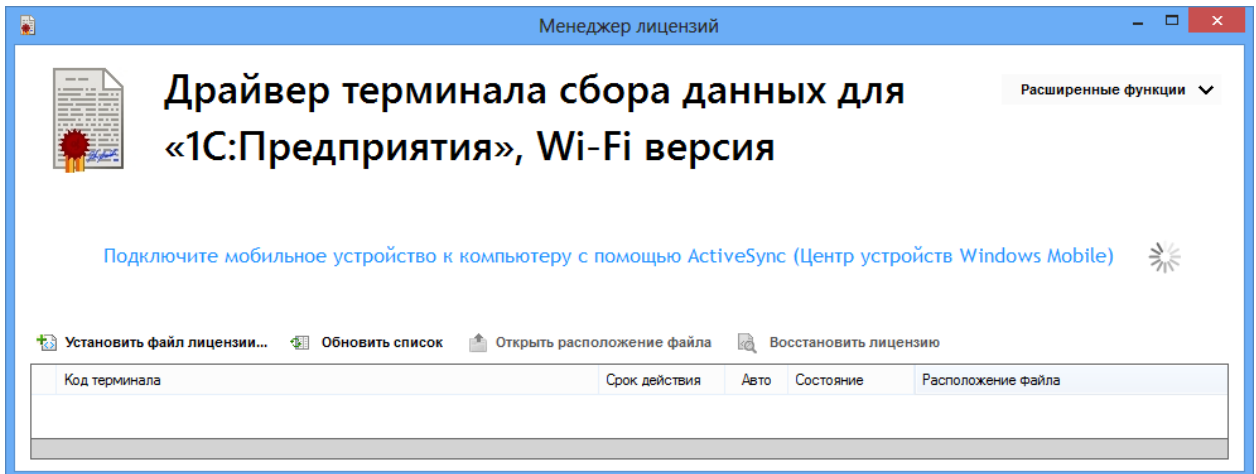 Менеджер лицензий
Драйвер терминала сбора данных для
«1С:Предприятия», Wi-Fi версия
Расширенные функции
Подключите мобильное устройство к компьютеру с помощью ActiveSync (Центр устройств Windows Mobile)
Установить файл лицензии... Обновить список Открыть расположение файла Восстановить лицензию
Код терминала Срок действия Авто Состояние Расположение файла